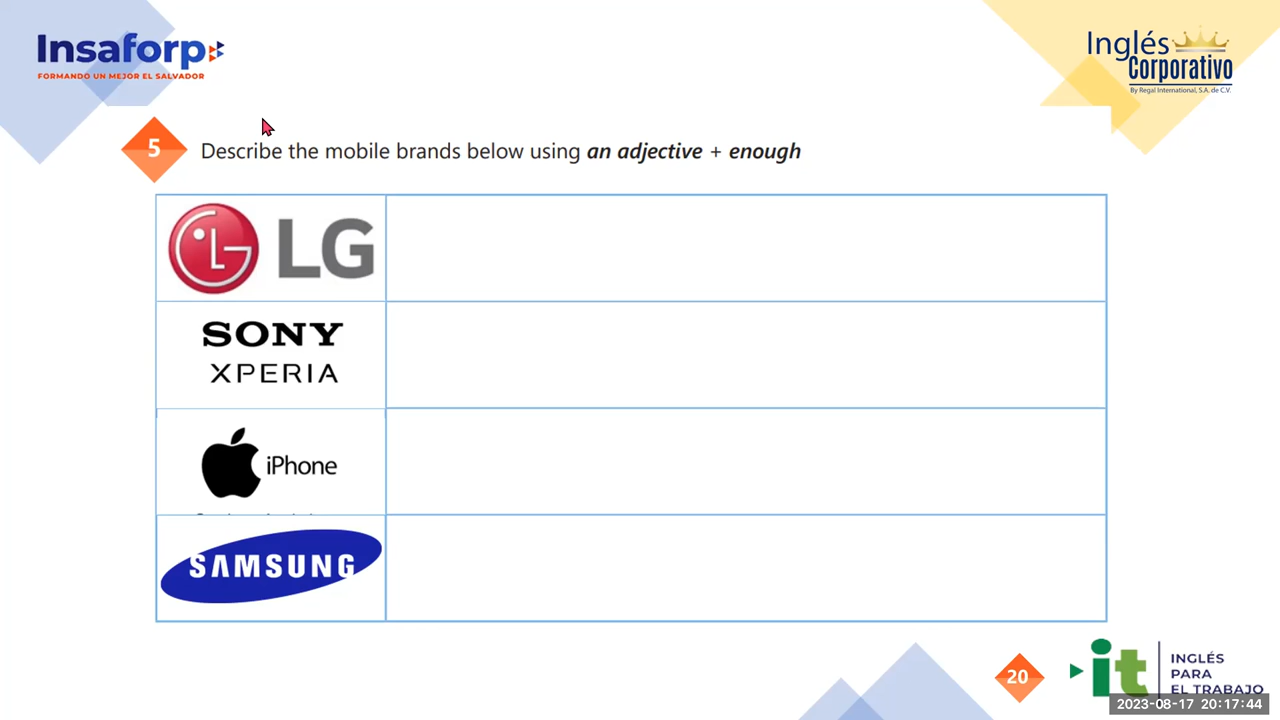 Insaforp
FORMANDO UN MEJOR EL SALVADOR
Inglés
Corporativo
By Regal International, S.A. de C.V.
5
Describe the mobile brands below using an adjective + enough
LG
SONY
XPERIA
iPhone
SAMSUNG
20
it
INGLÉS
PARA
EL TRABAJO
2023-08-17 20:17:44